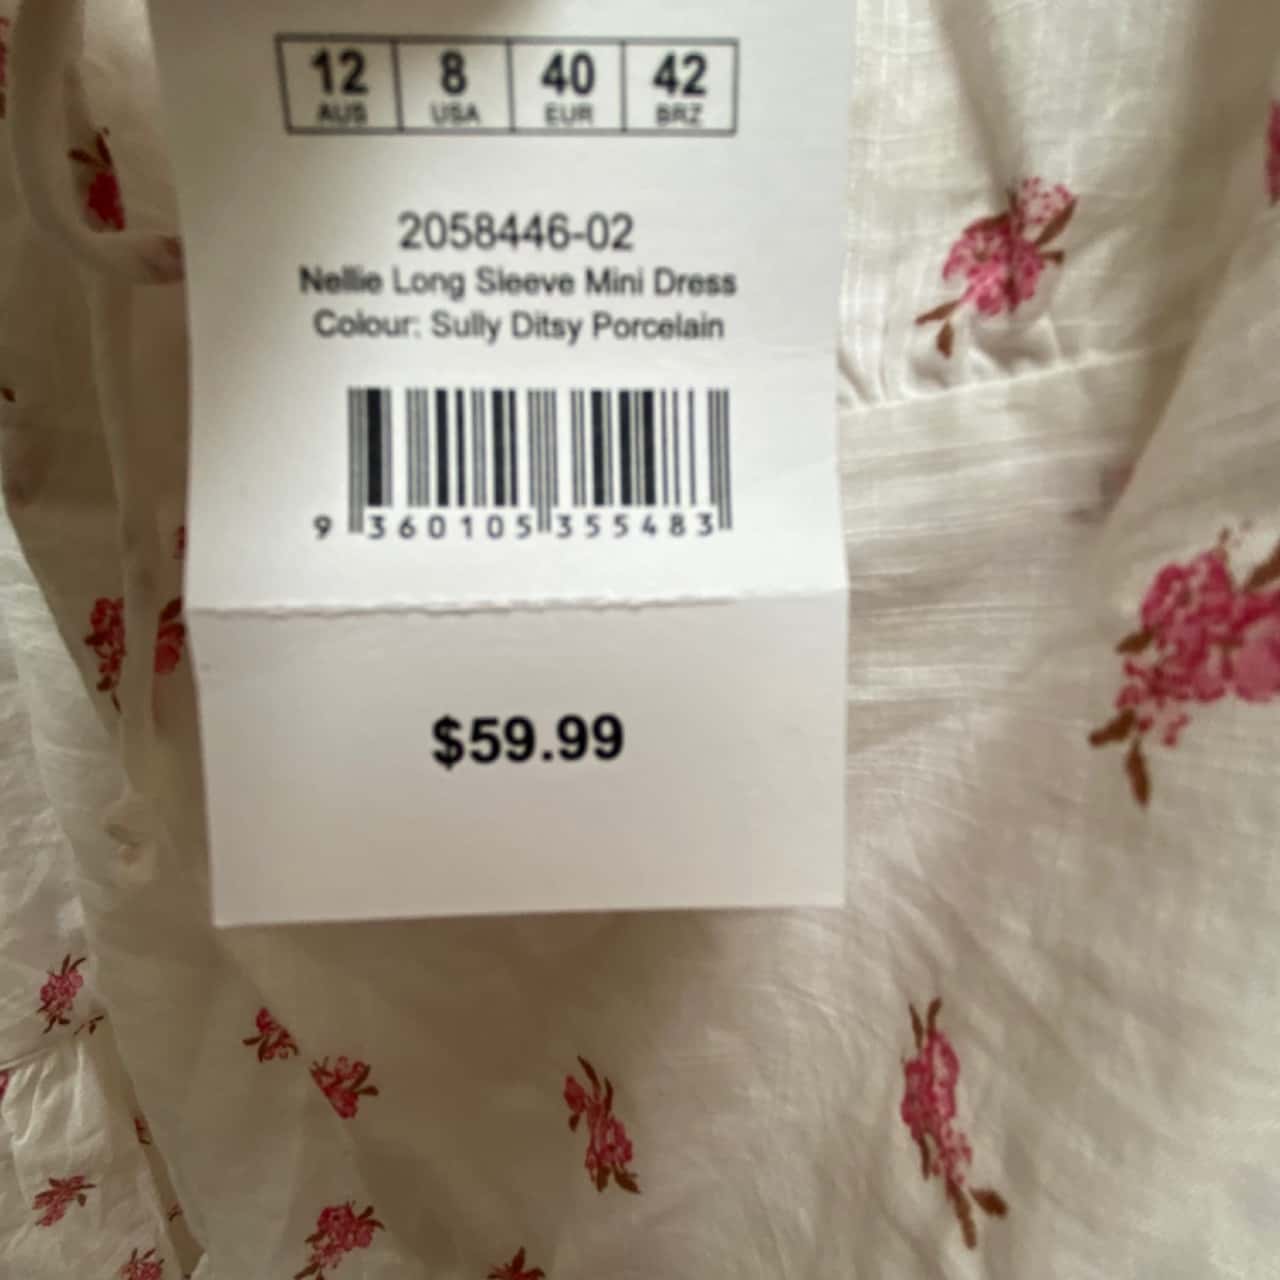 12 8 40 42
AUS USA EUR BRZ
2058446-02
Nellie Long Sleeve Mini Dress
Colour: Sully Ditsy Porcelain
9 360105 355483
$59.99